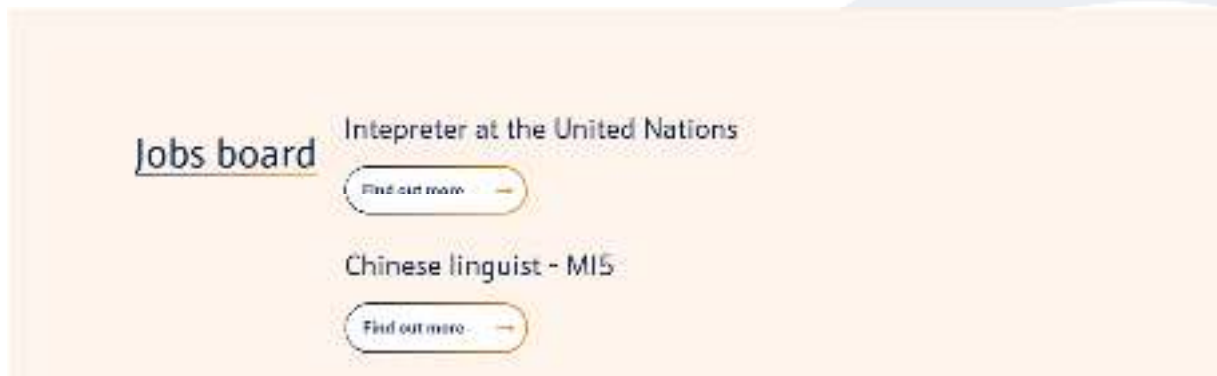 Jobs board
Intepreter at the United Nations
Find out more
Chinese linguist - MI5
Find out more